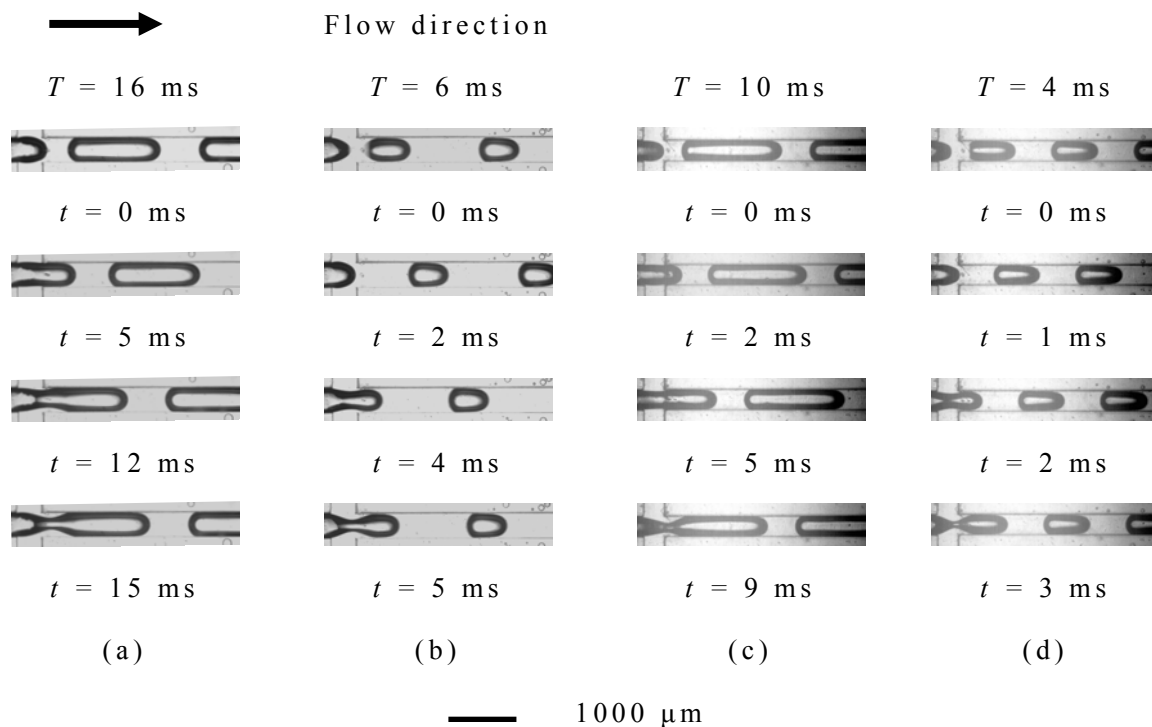 Flow direction
T = 16 ms T = 6 ms T = 10 ms T = 4 ms
t = 0 ms t = 0 ms t = 0 ms t = 0 ms
t = 5 ms t = 2 ms t = 2 ms t = 1 ms
t = 12 ms t = 4 ms t = 5 ms t = 2 ms
t = 15 ms t = 5 ms t = 9 ms t = 3 ms
(a) (b) (c) (d)
1000 μm